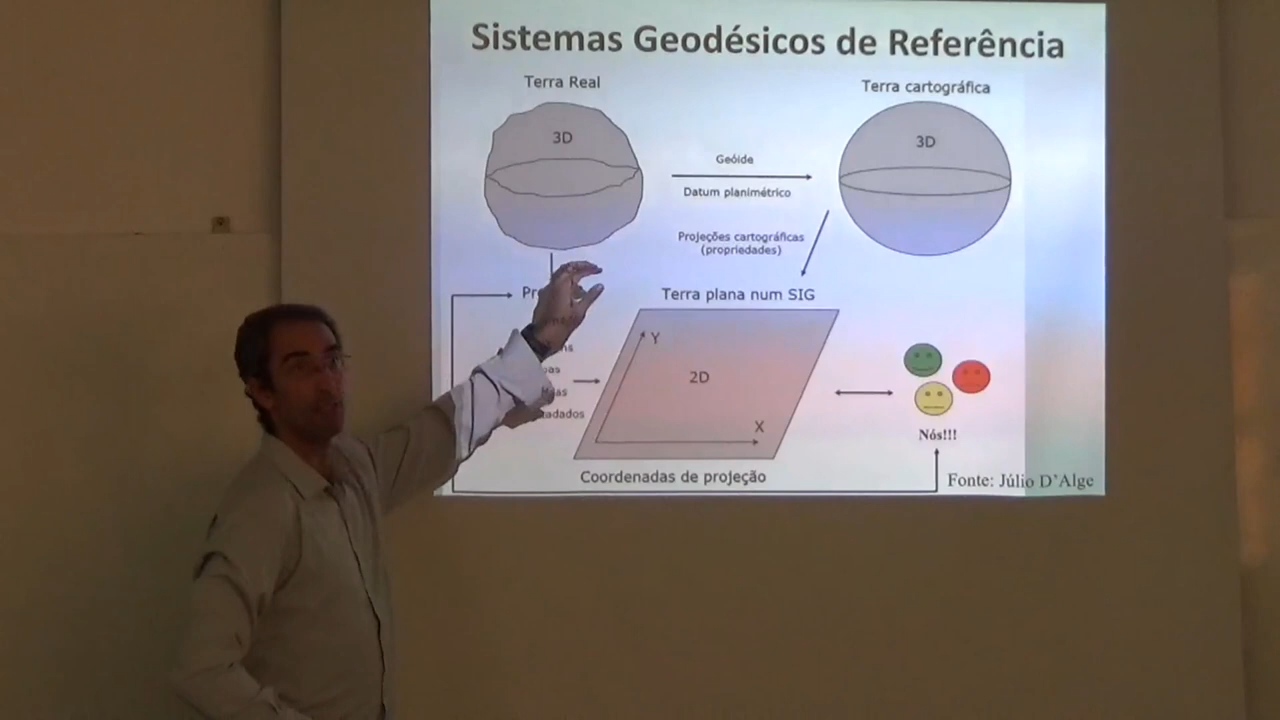 Sistemas Geodésicos de Referência
Terra Real
Terra cartográfica
3D
3D
Geóide
Datum planimétrico
Projeções cartográficas
(propriedades)
Terra plana num SIG
Y
2D
X
Coordenadas de projeção
Nós!!!
Fonte: Júlio D'Alge